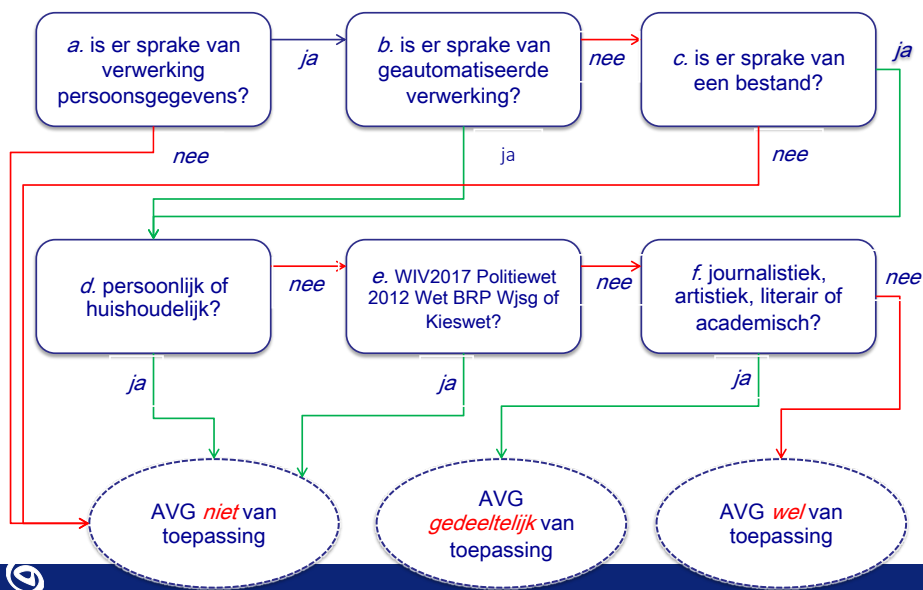 a. is er sprake van
verwerking
persoonsgegevens?
ja
b. is er sprake van
geautomatiseerde
verwerking?
nee
c. is er sprake van
een bestand?
ja
nee
ja
nee
d. persoonlijk of
huishoudelijk?
nee
e. WIV2017 Politiewet
2012 Wet BRP Wjsg of
Kieswet?
nee
f. journalistiek,
artistiek, literair of
academisch?
nee
ja
ja
ja
AVG niet van
toepassing
AVG
gedeeltelijk van
toepassing
AVG wel van
toepassing